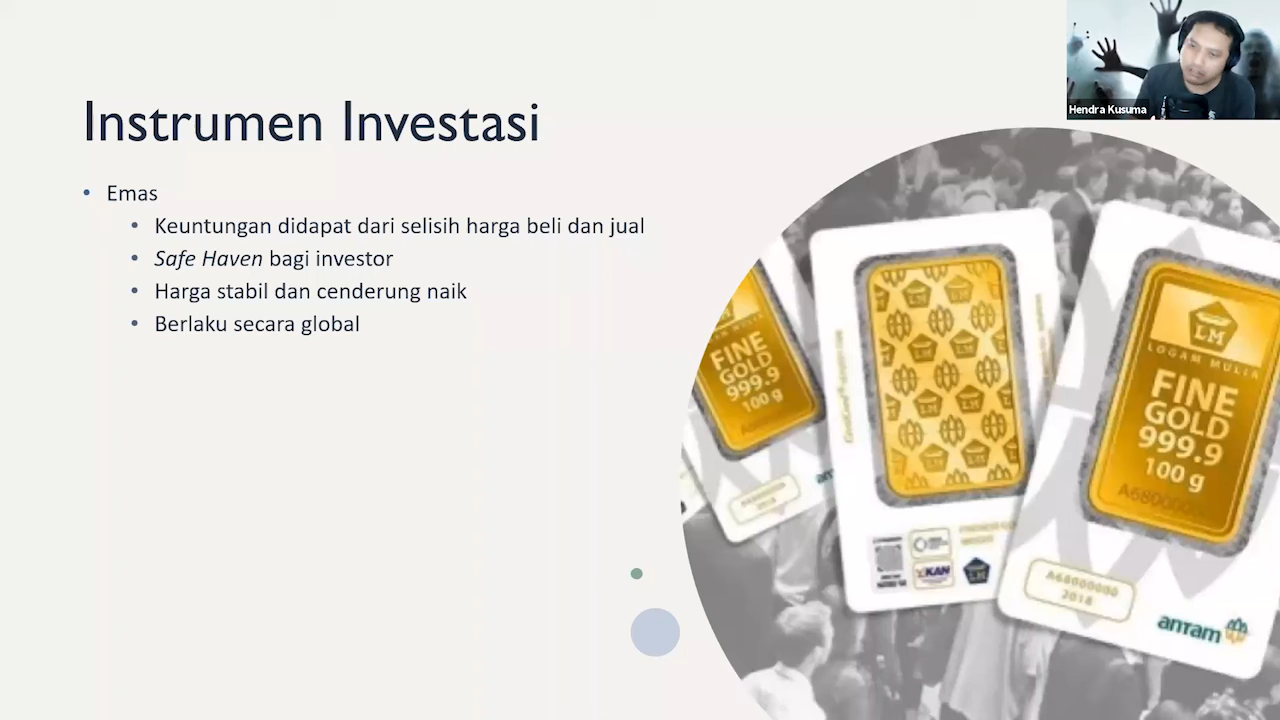 Instrumen Investasi
Hendra Kusuma
• Emas
• Keuntungan didapat dari selisih harga beli dan jual
• Safe Haven bagi investor
• Harga stabil dan cenderung naik
• Berlaku secara global
FINE
GOLD
999.9
100 g
LM
LM
LOGAM MULIA
FINE
GOLD
999.9
100 g
A68000000
2018
KAN
antam